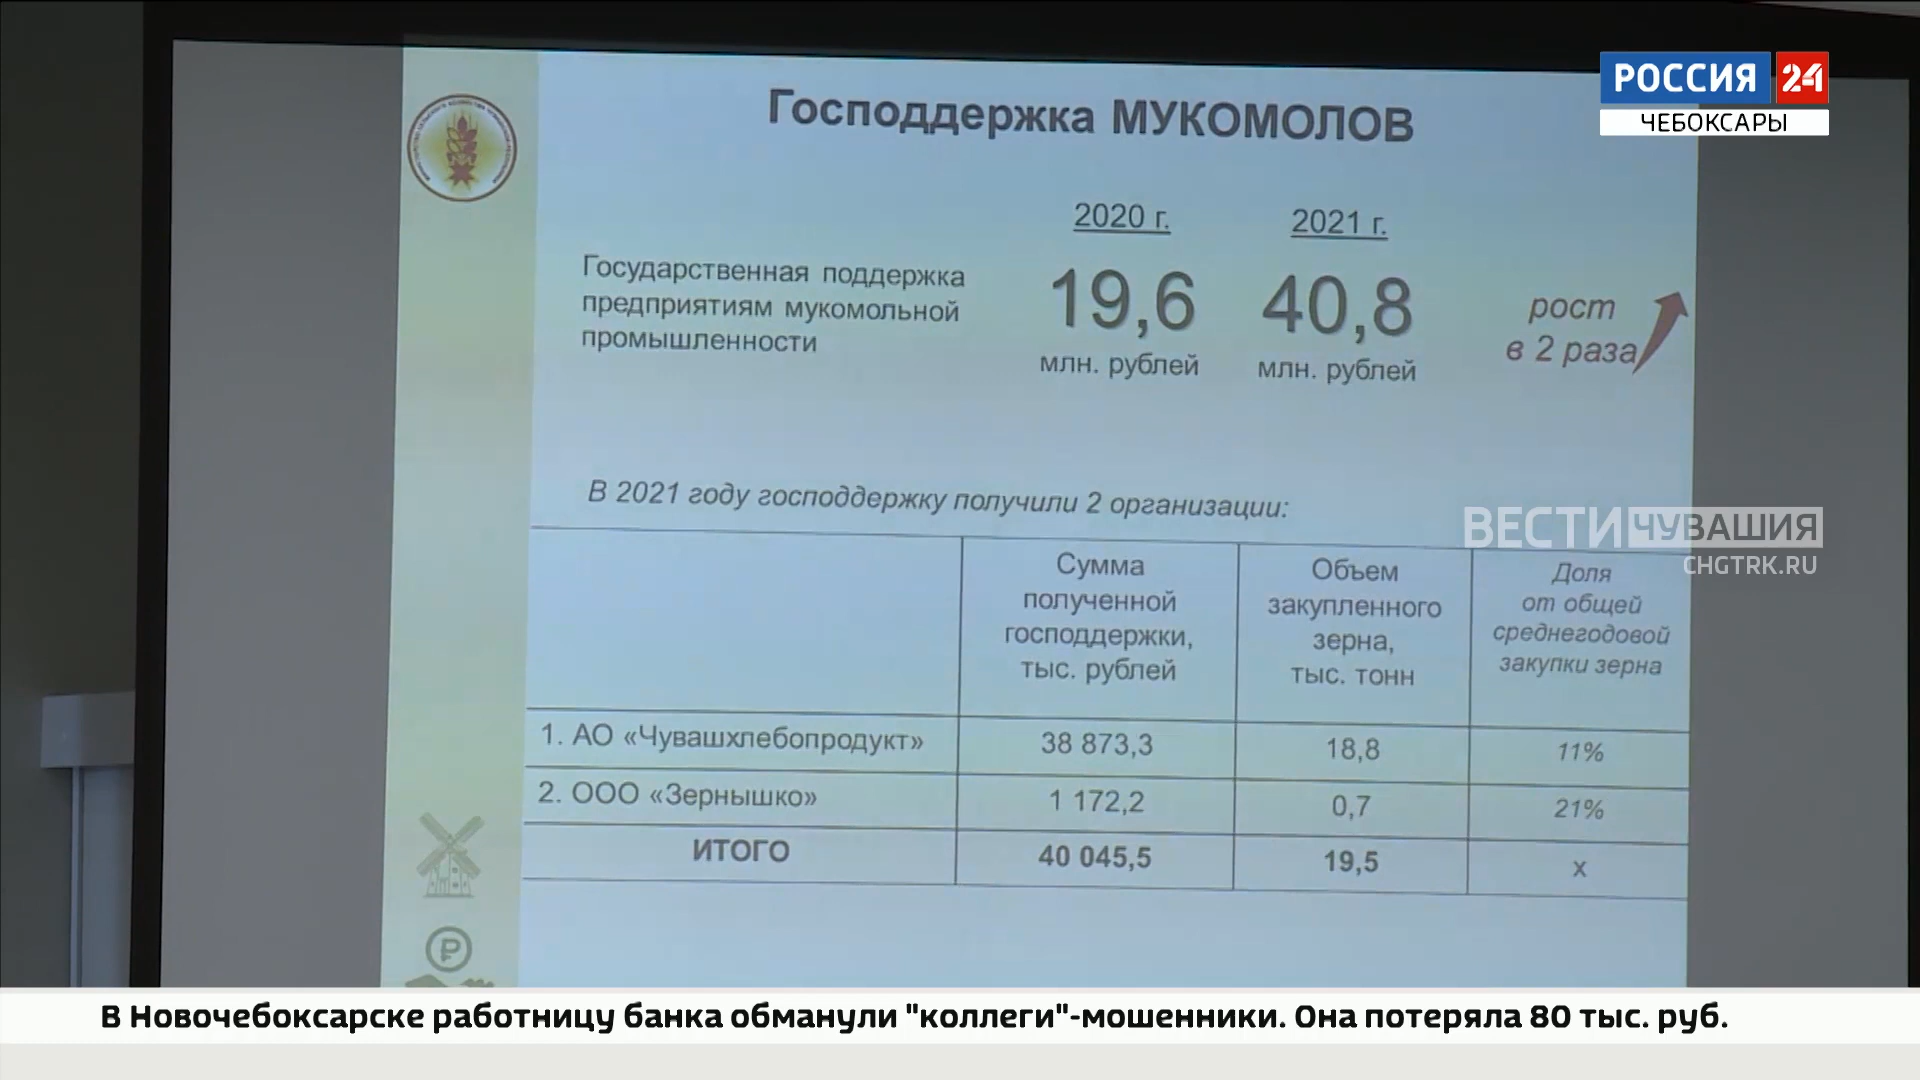 РОССИЯ 24
ЧЕБОКСАРЫ
Господдержка МУКОМОЛОВ
2020 г. 2021 г.
Государственная поддержка
предприятиям мукомольной
промышленности
19,6 40,8
млн. рублей млн. рублей
рост
в 2 раза
В 2021 году господдержку получили 2 организации:
ВЕСТИ ЧУВАШИЯ
CHGTRK.RU
Сумма
полученной
господдержки,
тыс. рублей
Объем
закупленного
зерна,
тыс. тонн
Доля
от общей
среднегодовой
закупки зерна
1. АО «Чувашхлебопродукт» 38 873,3 18,8 11%
2. ООО «Зернышко» 1 172,2 0,7 21%
ИТОГО 40 045,5 19,5 х
В Новочебоксарске работницу банка обманули "коллеги"-мошенники. Она потеряла 80 тыс. руб.